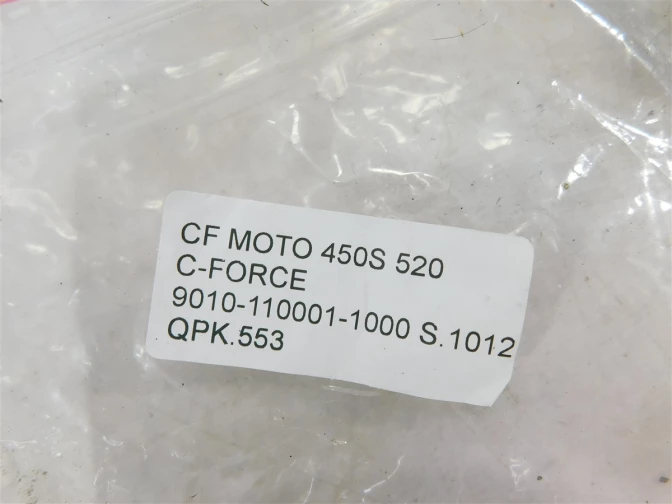 CF MOTO 450S 520
C-FORCE
9010-110001-1000 S.1012
QPK.553